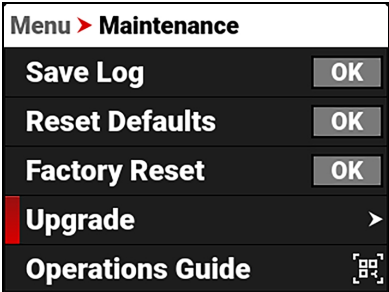 Menu ➤ Maintenance
Save Log OK
Reset Defaults OK
Factory Reset OK
Upgrade
Operations Guide